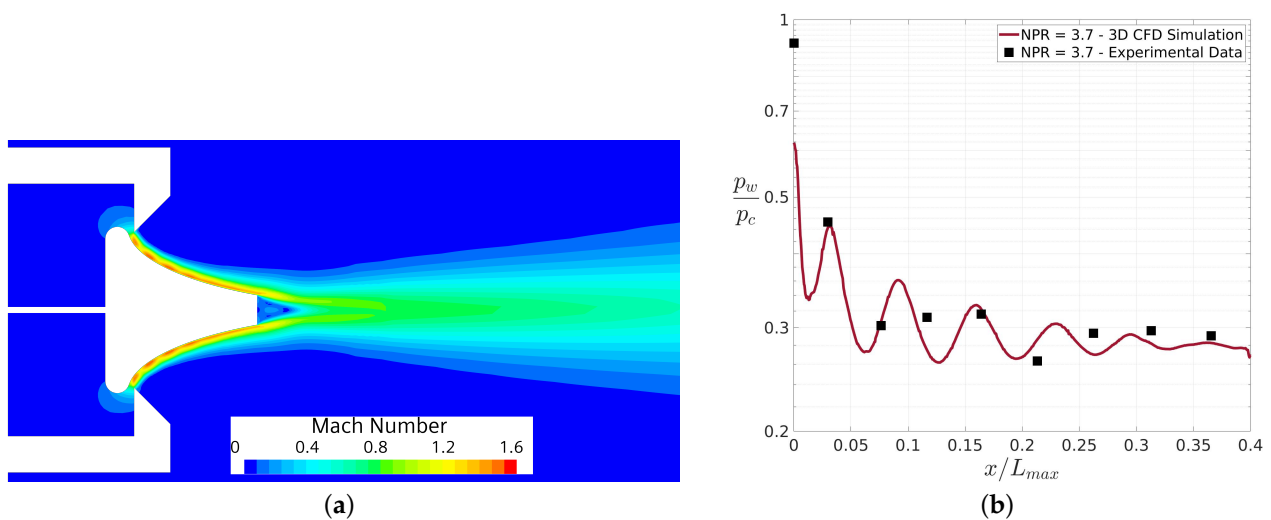 Mach Number
0 0.4 0.8 1.2 1.6
(a)
NPR = 3.7 - 3D CFD Simulation
NPR = 3.7 - Experimental Data
1
0.7
0.5
0.3
0.2
p_w
p_c
0 0.05 0.1 0.15 0.2 0.25 0.3 0.35 0.4
x/L_{max}
(b)